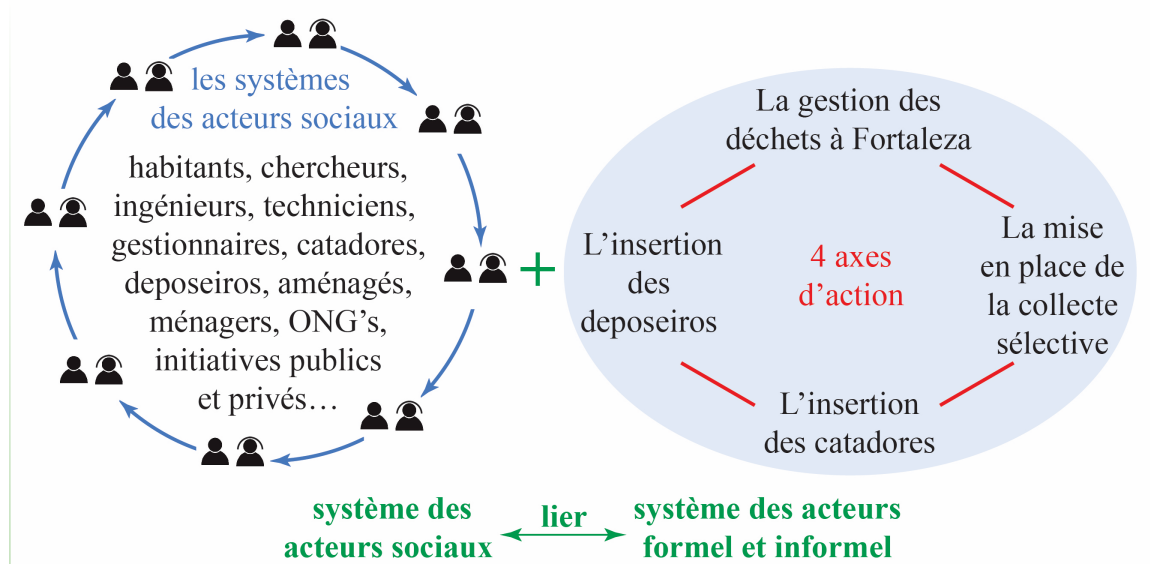 les systèmes
des acteurs sociaux
habitants, chercheurs,
ingénieurs, techniciens,
gestionnaires, catadores,
deposeiros, aménagés,
ménagers, ONG’s,
initiatives publics
et privés…
+
La gestion des
déchets à Fortaleza
L’insertion
des
deposeiros
4 axes
d’action
La mise
en place de
la collecte
sélective
L’insertion
des catadores
système des
acteurs sociaux
lier
système des acteurs
formel et informel